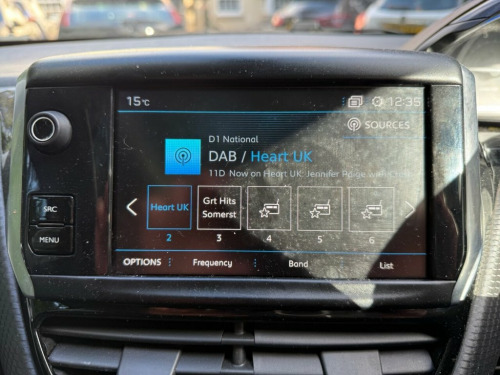 15°C
12:35
SOURCES
D1 National
DAB / Heart UK
11D Now on Heart UK: Jennifer Paige with
SRC
MENU
Heart UK
Grt Hits
Somerst
2 3 4 5 6
OPTIONS Frequency Band List